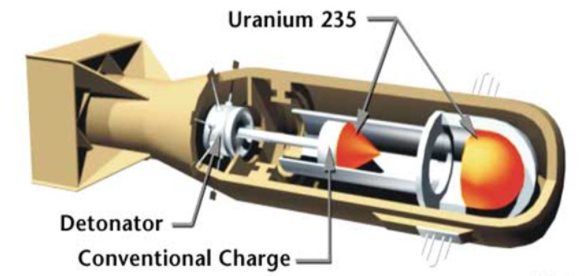 Uranium 235
Detonator
Conventional Charge